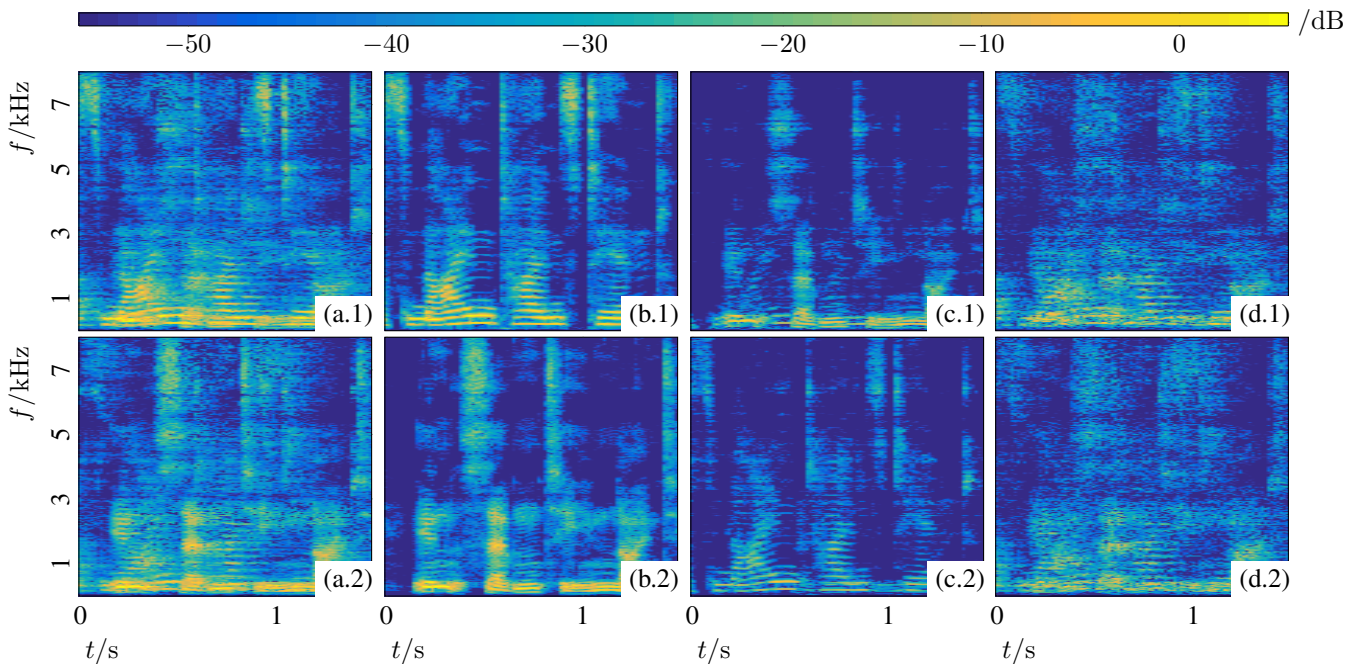 −50 −40 −30 −20 −10 0 /dB
f/kHz 7 5 3 1
(a.1) (b.1) (c.1) (d.1)
f/kHz 7 5 3 1
(a.2) (b.2) (c.2) (d.2)
0 1 0 1 0 1 0 1
t/s t/s t/s t/s